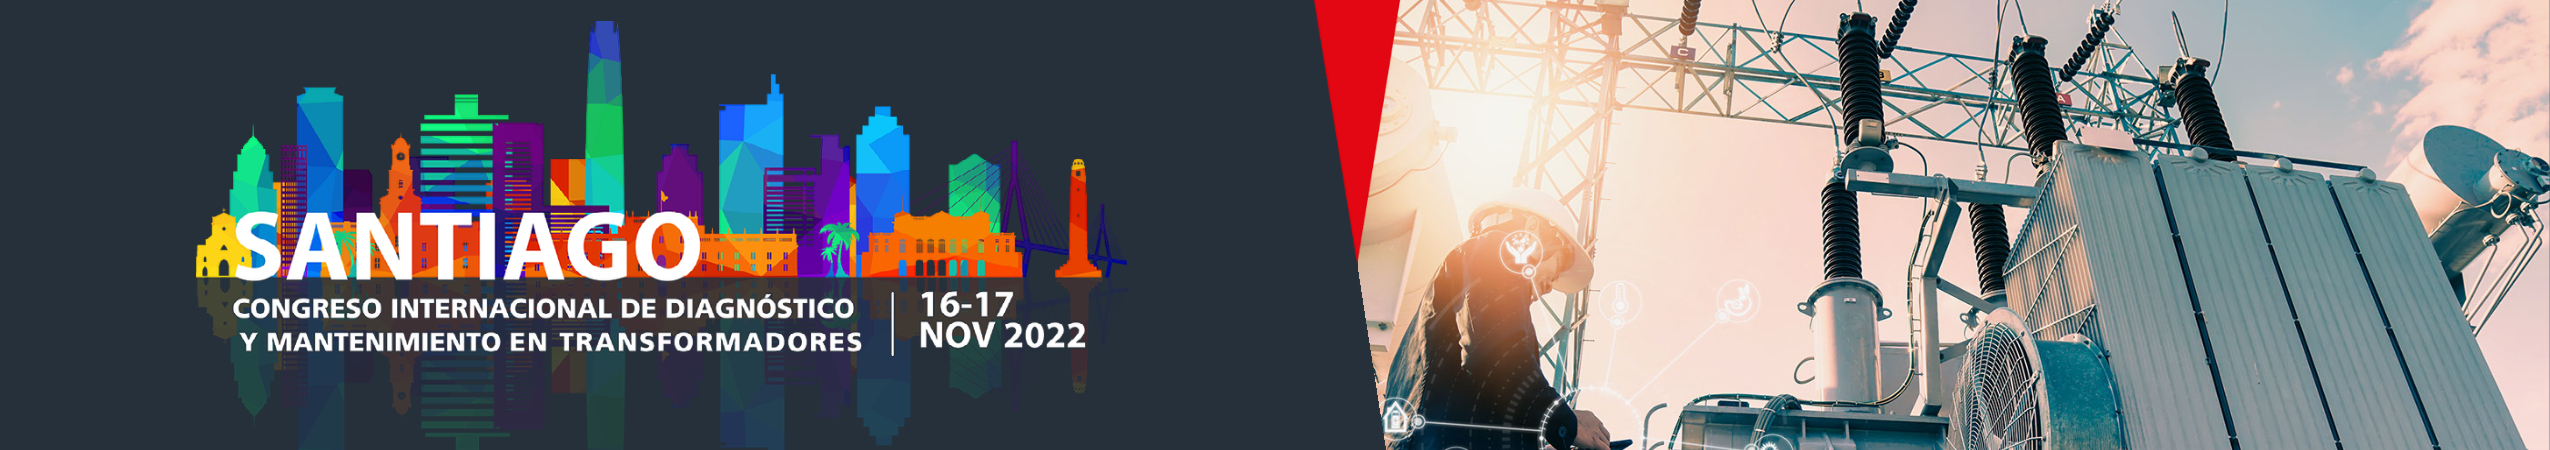 SANTIAGO
CONGRESO INTERNACIONAL DE DIAGNÓSTICO
Y MANTENIMIENTO EN TRANSFORMADORES
16-17
NOV 2022
C
B
A